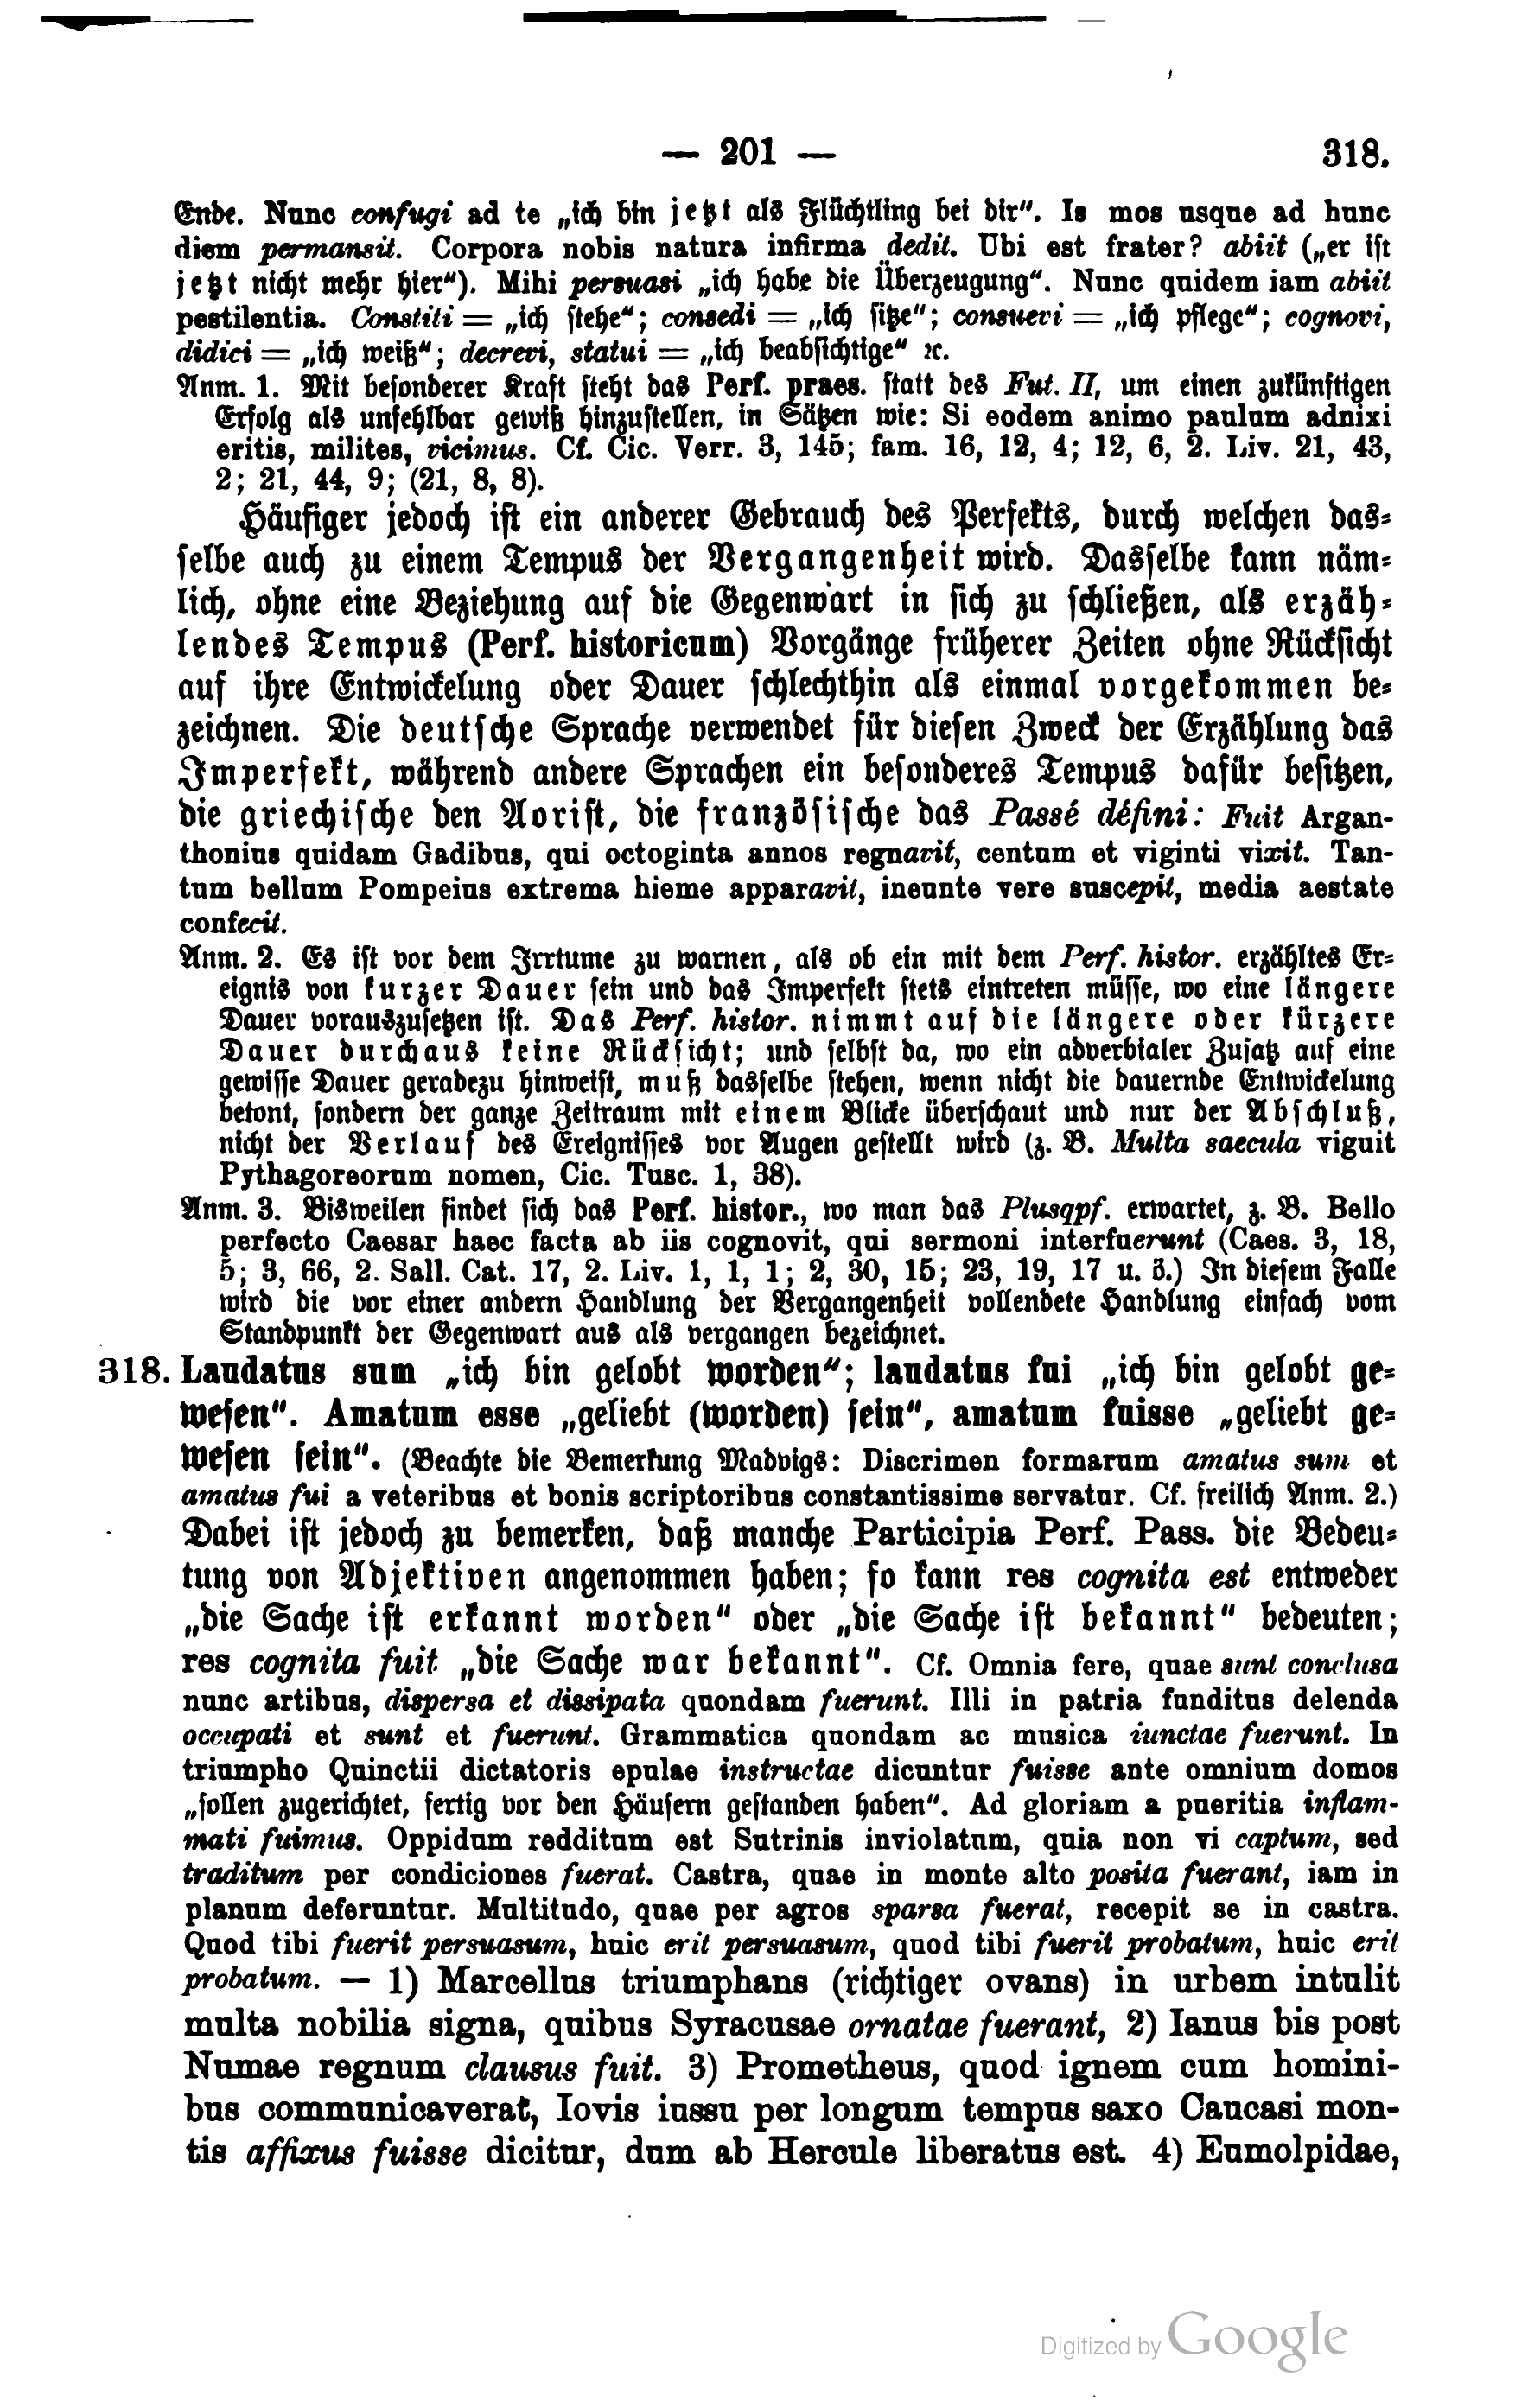 — 201 — 318.
Ende. Nunc confugi ad te „ich bin jetzt als Flüchtling bei dir“. Is mos usque ad hunc
diem permansit. Corpora nobis natura infirma dedit. Ubi est frater? abiit („er ist
jetzt nicht mehr hier“). Mihi persuasi „ich habe die Überzeugung“. Nunc quidem iam abiit
pestilentia. Constiti = „ich stehe“; consedi = „ich sitze“; consuevi = „ich pflege“; cognovi,
didici = „ich weiß“; decrevi, statui = „ich beabsichtige“ ꝛc.
Anm. 1. Mit besonderer Kraft steht das Perf. praes. statt des Fut. II, um einen zukünftigen
Erfolg als unfehlbar gewiß hinzustellen, in Sätzen wie: Si eodem animo paulum adnixi
eritis, milites, vicimus. Cf. Cic. Verr. 3, 145; fam. 16, 12, 4; 12, 6, 2. Liv. 21, 43,
2; 21, 44, 9; (21, 8, 8).
Häufiger jedoch ist ein anderer Gebrauch des Perfekts, durch welchen das-
selbe auch zu einem Tempus der Vergangenheit wird. Dasselbe kann näm-
lich, ohne eine Beziehung auf die Gegenwart in sich zu schließen, als erzäh-
lendes Tempus (Perf. historicum) Vorgänge früherer Zeiten ohne Rücksicht
auf ihre Entwickelung oder Dauer schlechthin als einmal vorgekommen be-
zeichnen. Die deutsche Sprache verwendet für diesen Zweck der Erzählung das
Imperfekt, während andere Sprachen ein besonderes Tempus dafür besitzen,
die griechische den Aorist, die französische das Passé défini: Fuit Argan-
thonius quidam Gadibus, qui octoginta annos regnavit, centum et viginti vixit. Tan-
tum bellum Pompeius extrema hieme apparavit, ineunte vere suscepit, media aestate
confecit.
Anm. 2. Es ist vor dem Irrtume zu warnen, als ob ein mit dem Perf. histor. erzähltes Er-
eignis von kurzer Dauer sein und das Imperfekt stets eintreten müsse, wo eine längere
Dauer vorauszusetzen ist. Das Perf. histor. nimmt auf die längere oder kürzere
Dauer durchaus keine Rücksicht; und selbst da, wo ein adverbialer Zusatz auf eine
gewisse Dauer geradezu hinweist, muß dasselbe stehen, wenn nicht die dauernde Entwickelung
betont, sondern der ganze Zeitraum mit einem Blicke überschaut und nur der Abschluß,
nicht der Verlauf des Ereignisses vor Augen gestellt wird (z. B. Multa saecula viguit
Pythagoreorum nomen, Cic. Tusc. 1, 38).
Anm. 3. Bisweilen findet sich das Perf. histor., wo man das Plusqpf. erwartet, z. B. Bello
perfecto Caesar haec facta ab iis cognovit, qui sermoni interfuerunt (Caes. 3, 18,
5; 3, 66, 2. Sall. Cat. 17, 2. Liv. 1, 1, 1; 2, 30, 15; 23, 19, 17 u. ö.) In diesem Falle
wird die vor einer andern Handlung der Vergangenheit vollendete Handlung einfach vom
Standpunkt der Gegenwart aus als vergangen bezeichnet.
318. Laudatus sum „ich bin gelobt worden“; laudatus fui „ich bin gelobt ge-
wesen“. Amatum esse „geliebt (worden) sein“, amatum fuisse „geliebt ge-
wesen sein“. (Beachte die Bemerkung Madvigs: Discrimen formarum amatus sum et
amatus fui a veteribus et bonis scriptoribus constantissime servatur. Cf. freilich Anm. 2.)
Dabei ist jedoch zu bemerken, daß manche Participia Perf. Pass. die Bedeu-
tung von Adjektiven angenommen haben; so kann res cognita est entweder
„die Sache ist erkannt worden“ oder „die Sache ist bekannt“ bedeuten;
res cognita fuit „die Sache war bekannt“. Cf. Omnia fere, quae sunt conclusa
nunc artibus, dispersa et dissipata quondam fuerunt. Illi in patria funditus delenda
occupati et sunt et fuerunt. Grammatica quondam ac musica iunctae fuerunt. In
triumpho Quinctii dictatoris epulae instructae dicuntur fuisse ante omnium domos
„sollen zugerichtet, fertig vor den Häusern gestanden haben“. Ad gloriam a pueritia inflam-
mati fuimus. Oppidum redditum est Sutrinis inviolatum, quia non vi captum, sed
traditum per condiciones fuerat. Castra, quae in monte alto posita fuerant, iam in
planum deferuntur. Multitudo, quae per agros sparsa fuerat, recepit se in castra.
Quod tibi fuerit persuasum, huic erit persuasum, quod tibi fuerit probatum, huic erit
probatum. — 1) Marcellus triumphans (richtiger ovans) in urbem intulit
multa nobilia signa, quibus Syracusae ornatae fuerant, 2) Ianus bis post
Numae regnum clausus fuit. 3) Prometheus, quod ignem cum homini-
bus communicaverat, Iovis iussu per longum tempus saxo Caucasi mon-
tis affixus fuisse dicitur, dum ab Hercule liberatus est. 4) Eumolpidae,
Digitized by Google